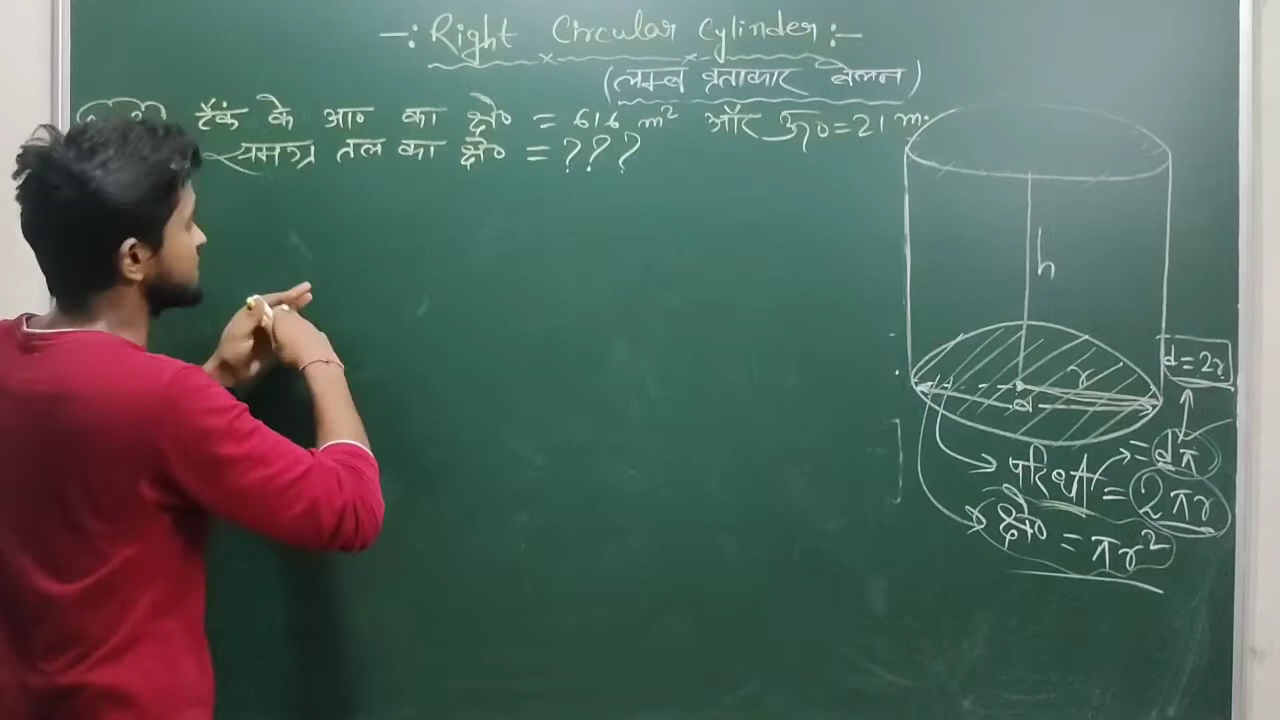 -: Right Circular Cylinder :-
(लम्ब वृताकार बेलन)
टैंक के आ० का क्षे० = 616 m² और ऊ० = 21 m.
समग्र तल का क्षे० = ???
h
r
d
d = 2r
परिधि = dπ
= 2πr
क्षे० = πr²